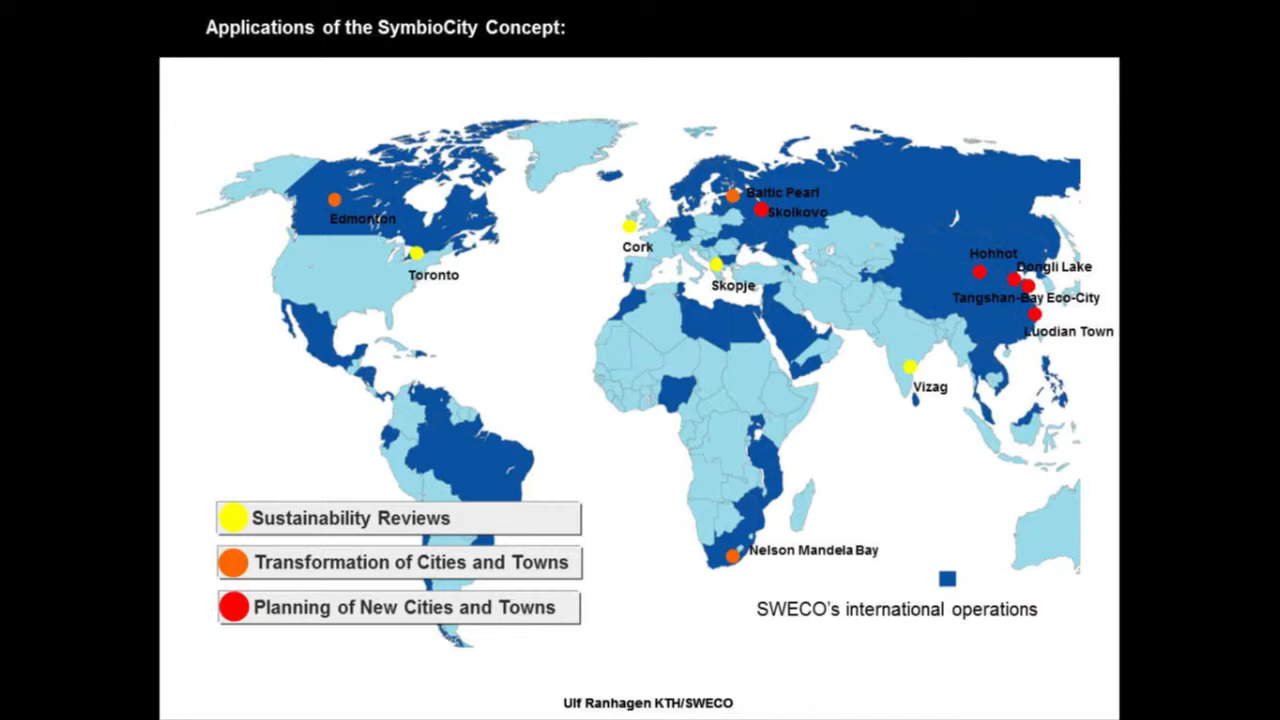 Applications of the SymbioCity Concept:
Baltic Pearl
Skolkovo
Edmonton
Cork
Hohhot
Dongli Lake
Toronto
Skopje
Tangshan-Bay Eco-City
Luodian Town
Vizag
Sustainability Reviews
Transformation of Cities and Towns
Nelson Mandela Bay
Planning of New Cities and Towns
SWECO's international operations
Ulf Ranhagen KTH/SWECO